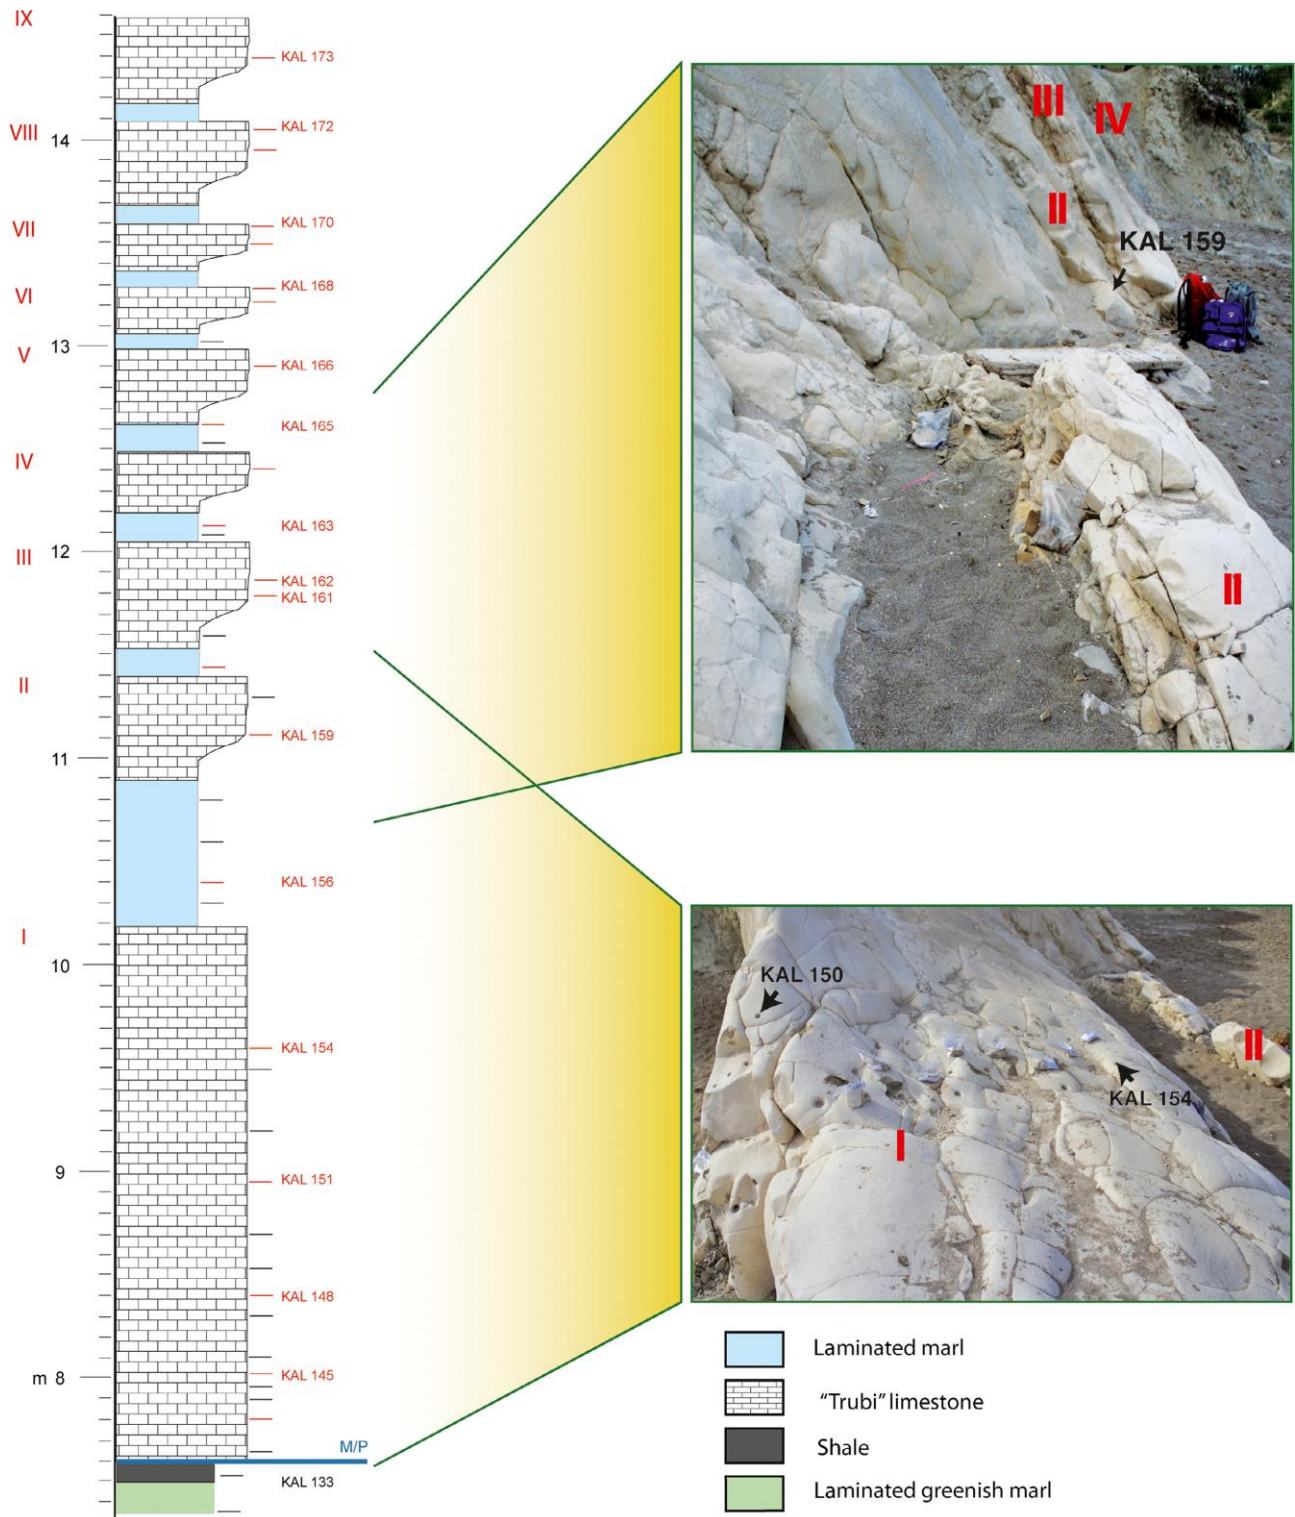 IX
KAL 173
VIII
14
KAL 172
VII
KAL 170
VI
KAL 168
13
V
KAL 166
KAL 165
IV
KAL 163
12
III
KAL 162
KAL 161
II
KAL 159
11
KAL 156
I
10
KAL 154
9
KAL 151
KAL 148
m 8
KAL 145
M/P
KAL 133
III
IV
II
KAL 159
II
KAL 150
II
KAL 154
I
Laminated marl
“Trubi” limestone
Shale
Laminated greenish marl